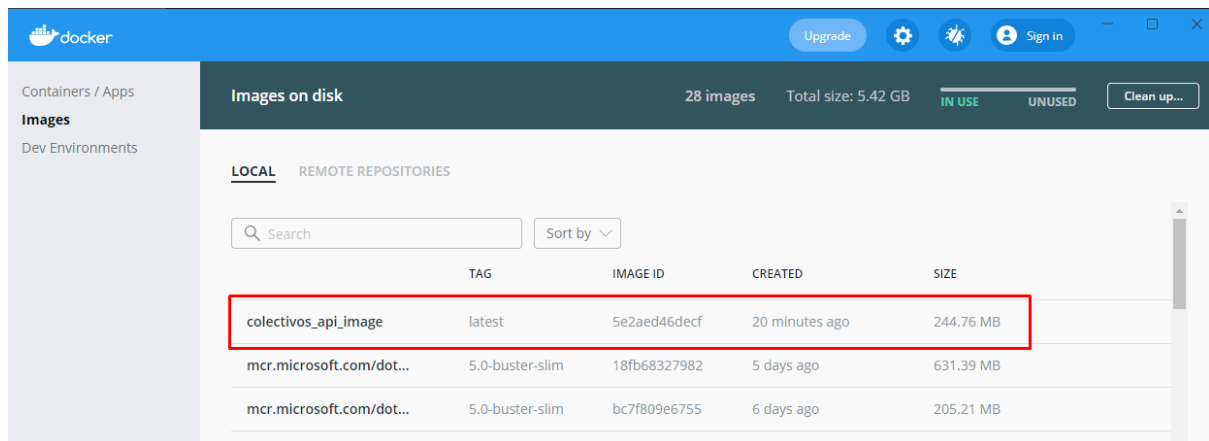 docker Upgrade Sign in
Containers / Apps
Images
Dev Environments
Images on disk 28 images Total size: 5.42 GB IN USE UNUSED Clean up...
LOCAL REMOTE REPOSITORIES
Search Sort by
TAG IMAGE ID CREATED SIZE
colectivos_api_image latest 5e2aed46decf 20 minutes ago 244.76 MB
mcr.microsoft.com/dot... 5.0-buster-slim 18fb68327982 5 days ago 631.39 MB
mcr.microsoft.com/dot... 5.0-buster-slim bc7f809e6755 6 days ago 205.21 MB